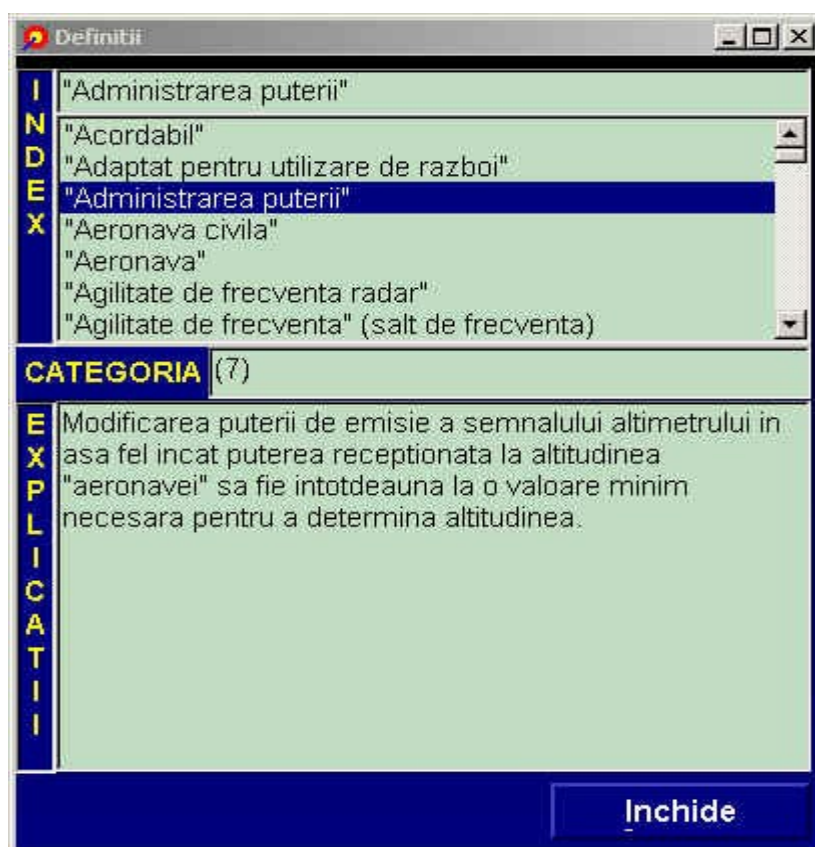 Definitii
INDEX
"Administrarea puterii"
"Acordabil"
"Adaptat pentru utilizare de razboi"
"Administrarea puterii"
"Aeronava civila"
"Aeronava"
"Agilitate de frecventa radar"
"Agilitate de frecventa" (salt de frecventa)
CATEGORIA (7)
EXPLICATII
Modificarea puterii de emisie a semnalului altimetrului in
asa fel incat puterea receptionata la altitudinea
"aeronavei" sa fie intotdeauna la o valoare minim
necesara pentru a determina altitudinea.
Inchide